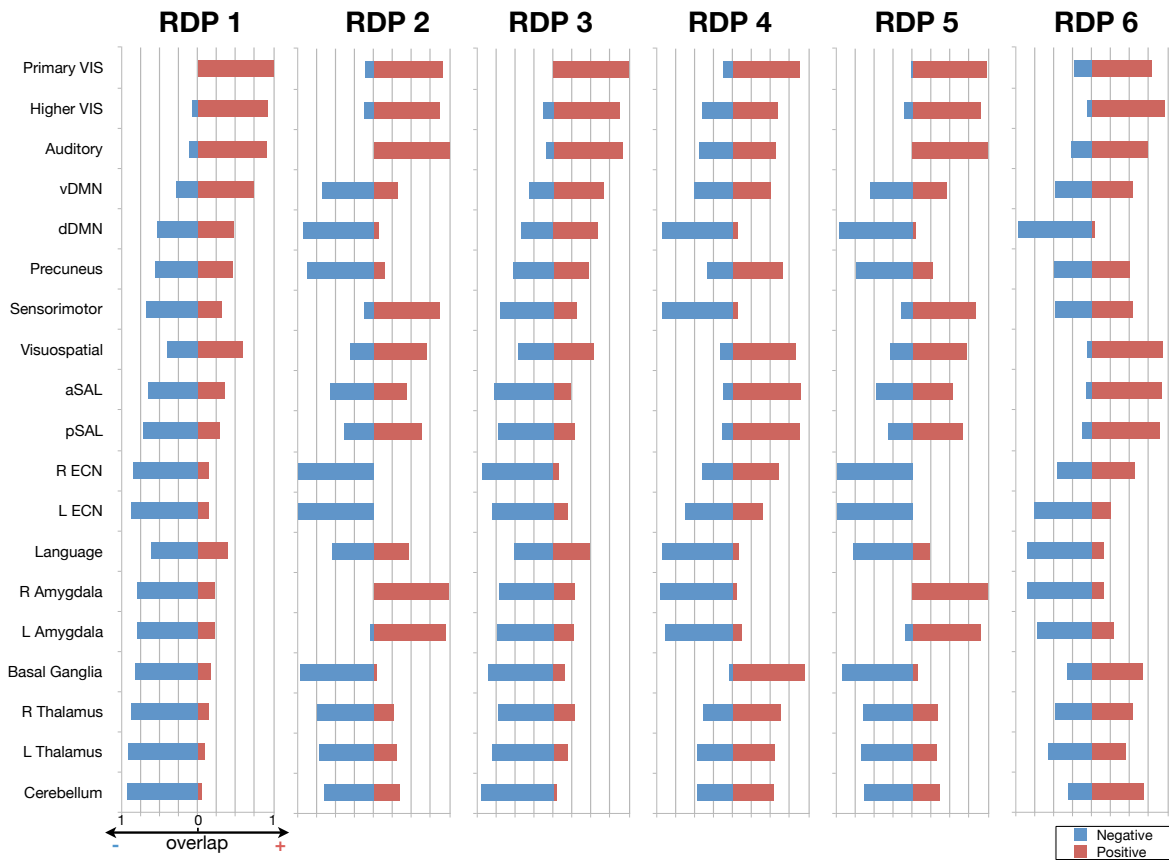 RDP 1 RDP 2 RDP 3 RDP 4 RDP 5 RDP 6
Primary VIS
Higher VIS
Auditory
vDMN
dDMN
Precuneus
Sensorimotor
Visuospatial
aSAL
pSAL
R ECN
L ECN
Language
R Amygdala
L Amygdala
Basal Ganglia
R Thalamus
L Thalamus
Cerebellum
1 0 1
- overlap +
Negative
Positive